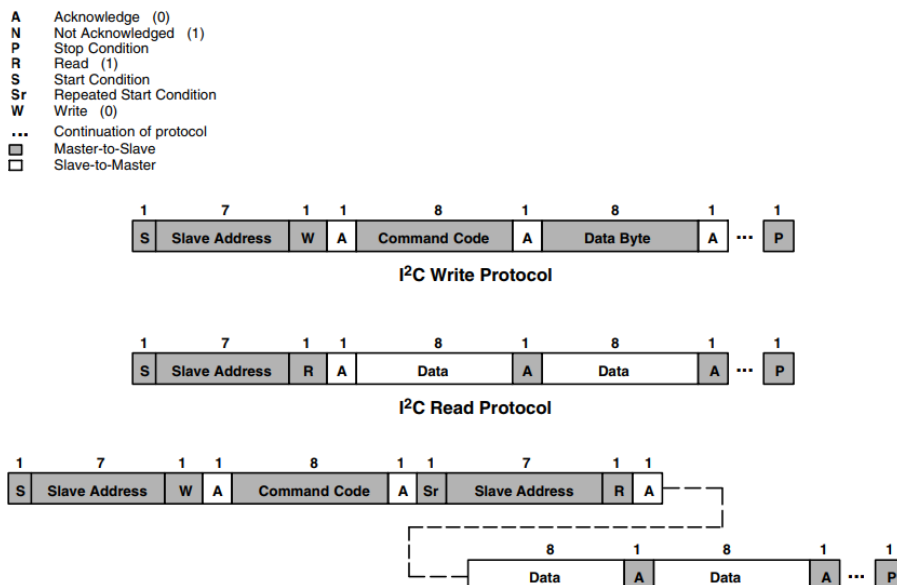 A Acknowledge (0)
N Not Acknowledged (1)
P Stop Condition
R Read (1)
S Start Condition
Sr Repeated Start Condition
W Write (0)
... Continuation of protocol
Master-to-Slave
Slave-to-Master
1 7 1 1 8 1 8 1 1
S Slave Address W A Command Code A Data Byte A ... P
I²C Write Protocol
1 7 1 1 8 1 8 1 1
S Slave Address R A Data A Data A ... P
I²C Read Protocol
1 7 1 1 8 1 1 7 1 1
S Slave Address W A Command Code A Sr Slave Address R A
8 1 8 1 1
Data A Data A ... P